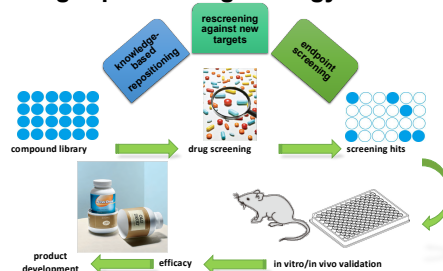 knowledge-
based
repositioning
rescreening
against new
targets
endpoint
screening
compound library
drug screening
screening hits
product
development
efficacy
in vitro/in vivo validation